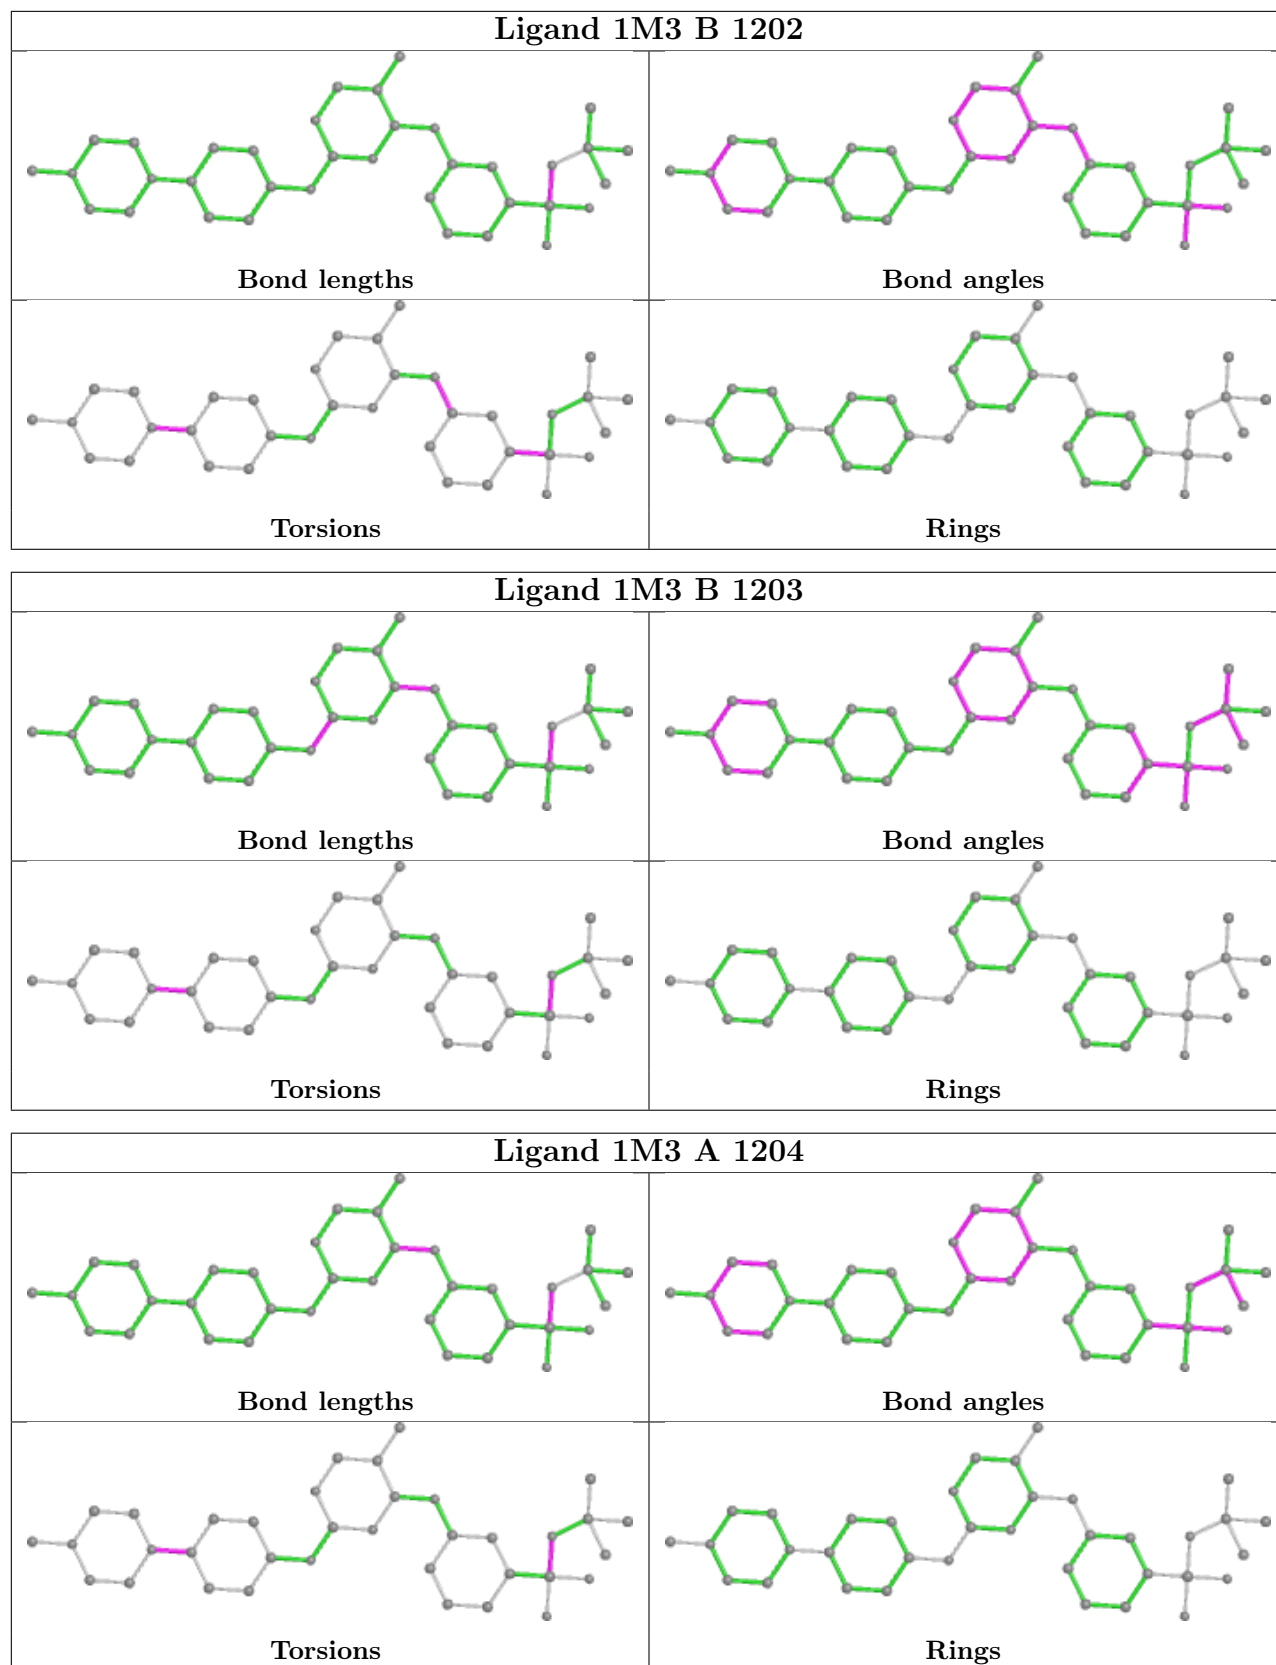 Ligand 1M3 B 1202
Bond lengths
Bond angles
Torsions
Rings
Ligand 1M3 B 1203
Bond lengths
Bond angles
Torsions
Rings
Ligand 1M3 A 1204
Bond lengths
Bond angles
Torsions
Rings